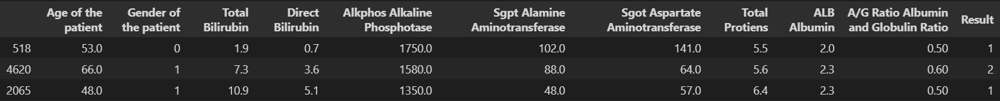 Age of the patient Gender of the patient Total Bilirubin Direct Bilirubin Alkphos Alkaline Phosphotase Sgpt Alamine Aminotransferase Sgot Aspartate Aminotransferase Total Protiens ALB Albumin A/G Ratio Albumin and Globulin Ratio Result
518 53.0 0 1.9 0.7 1750.0 102.0 141.0 5.5 2.0 0.50 1
4620 66.0 1 7.3 3.6 1580.0 88.0 64.0 5.6 2.3 0.60 2
2065 48.0 1 10.9 5.1 1350.0 48.0 57.0 6.4 2.3 0.50 1